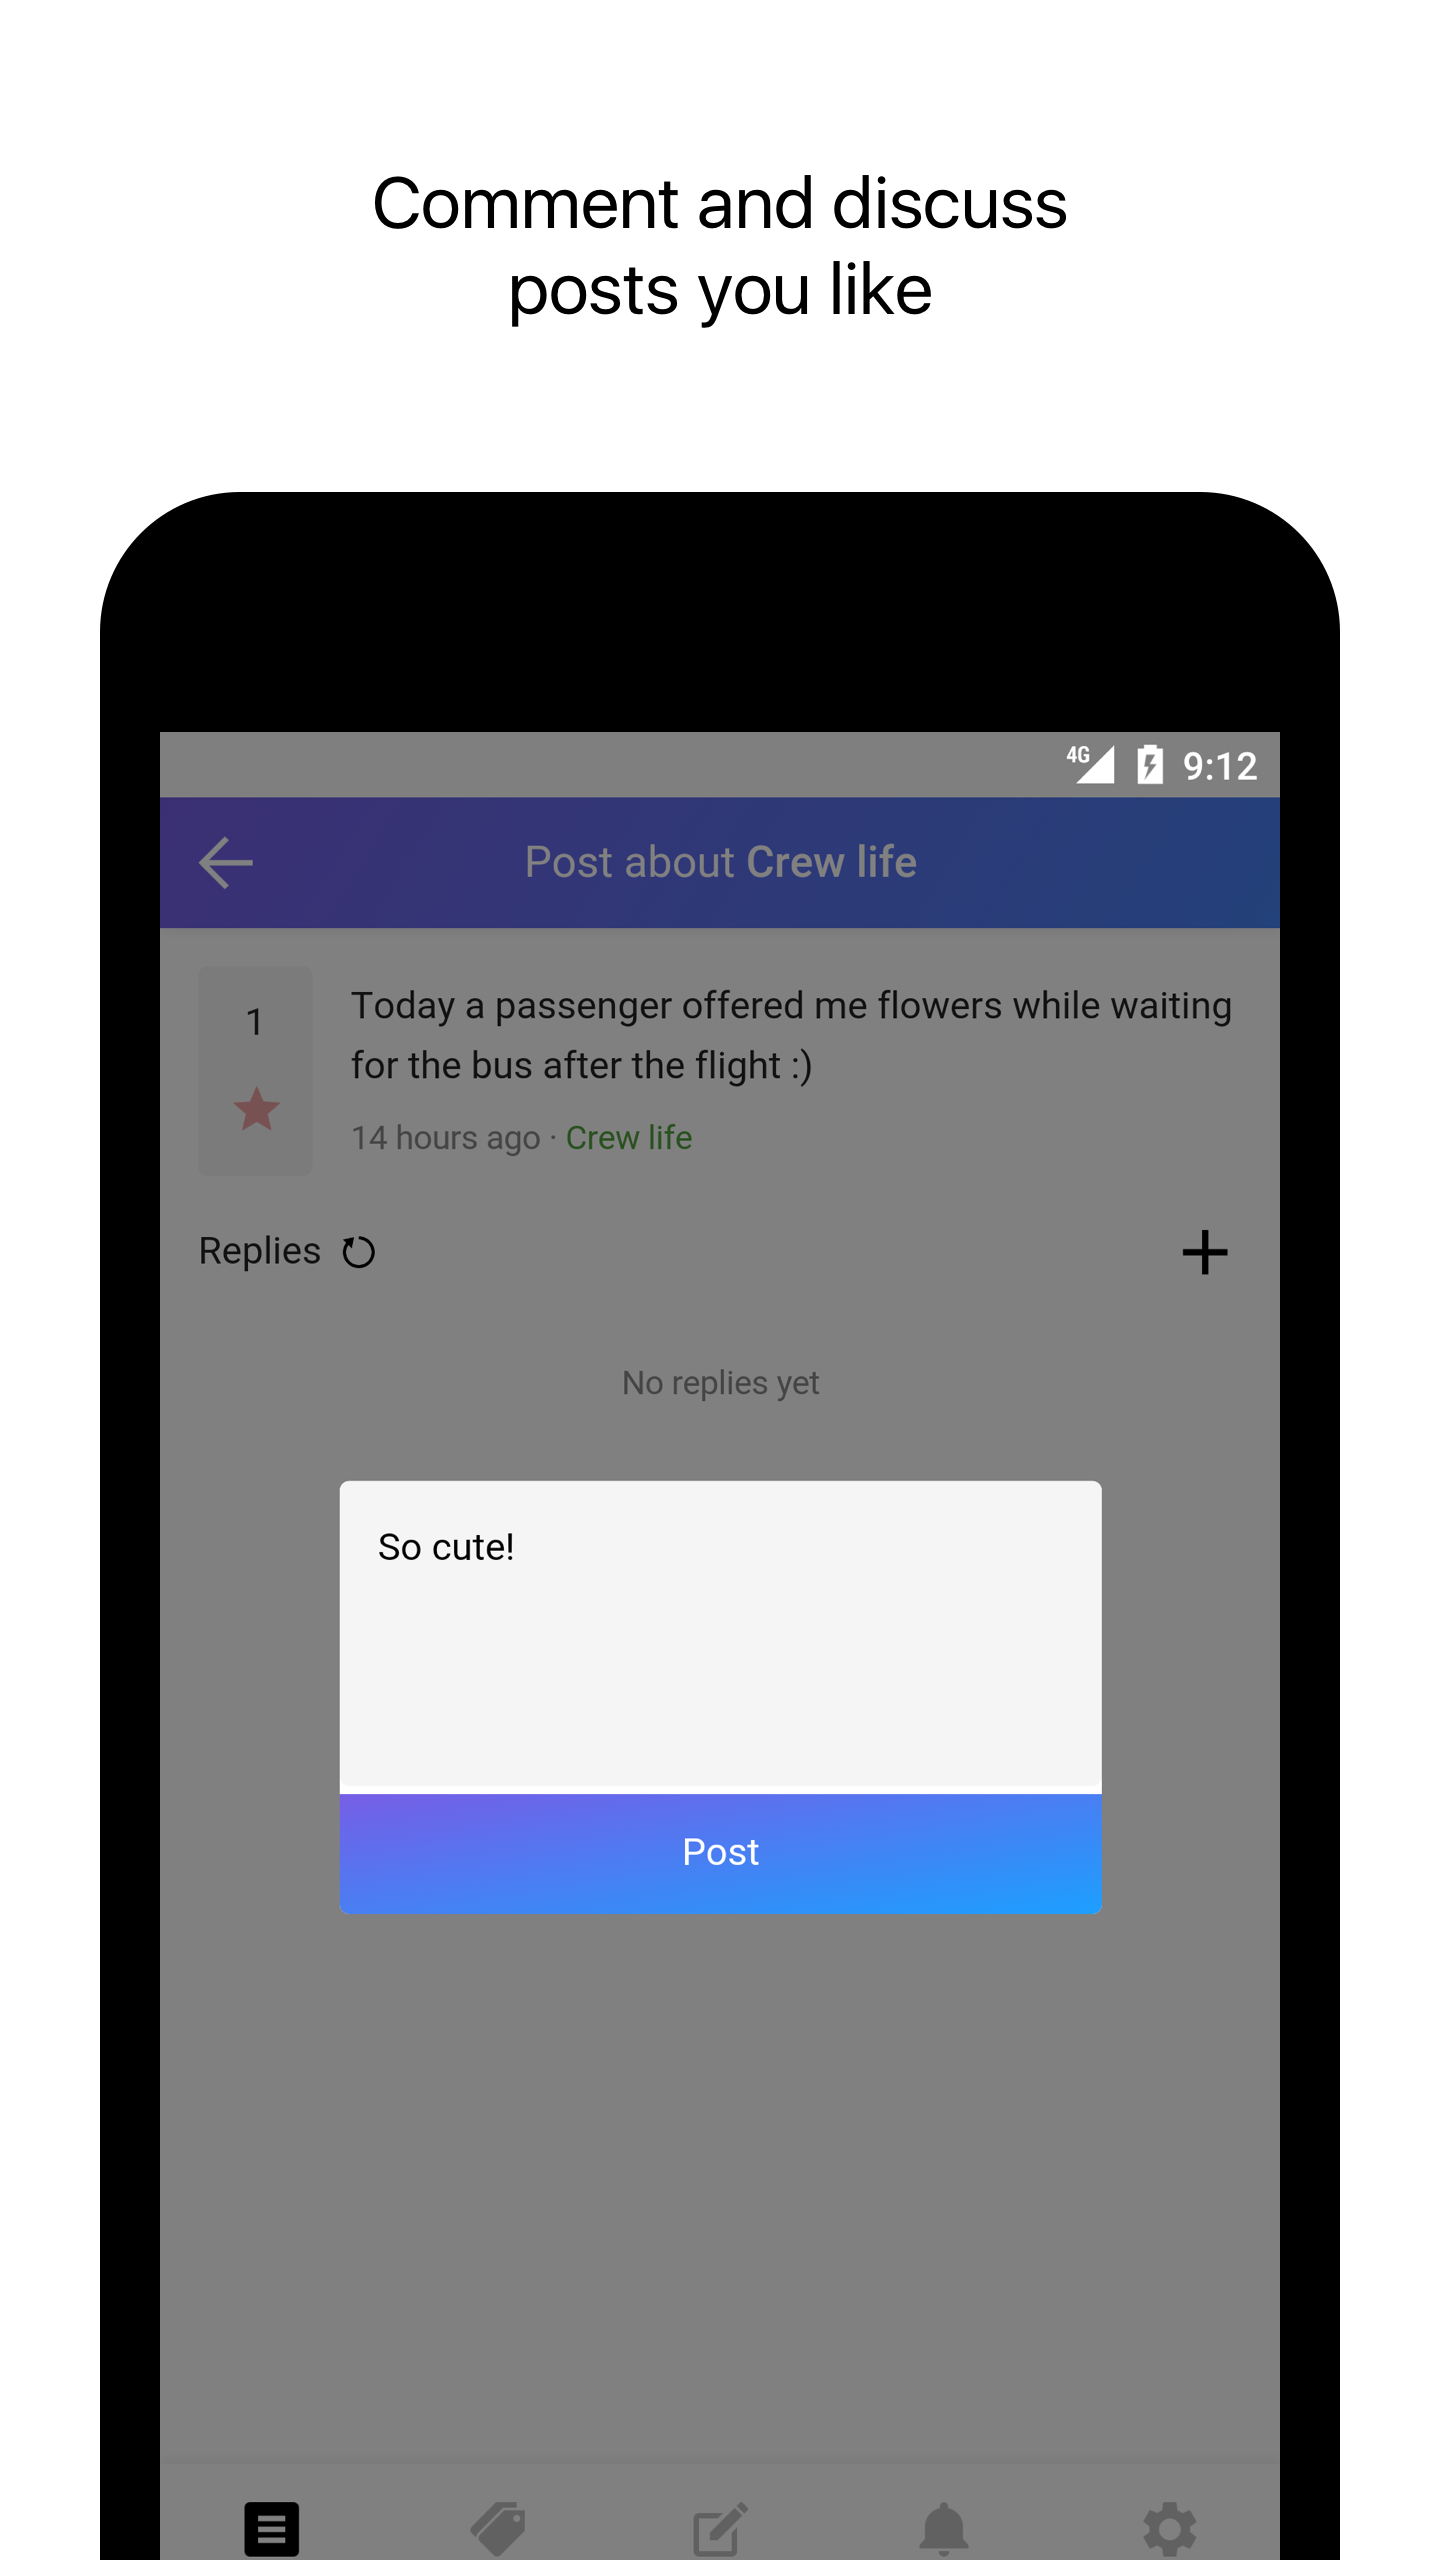 Comment and discuss
posts you like
4G 9:12
Post about Crew life
1
Today a passenger offered me flowers while waiting
for the bus after the flight :)
14 hours ago · Crew life
Replies
No replies yet
So cute!
Post